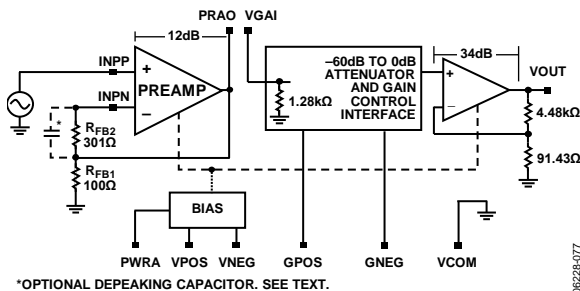 PRAO VGAI
12dB
INPP
+
PREAMP
INPN
–
*
RFB2
301Ω
RFB1
100Ω
1.28kΩ
–60dB TO 0dB
ATTENUATOR
AND GAIN
CONTROL
INTERFACE
34dB
+
–
VOUT
4.48kΩ
91.43Ω
BIAS
PWRA VPOS VNEG GPOS GNEG VCOM
*OPTIONAL DEPEAKING CAPACITOR. SEE TEXT.
06228-077